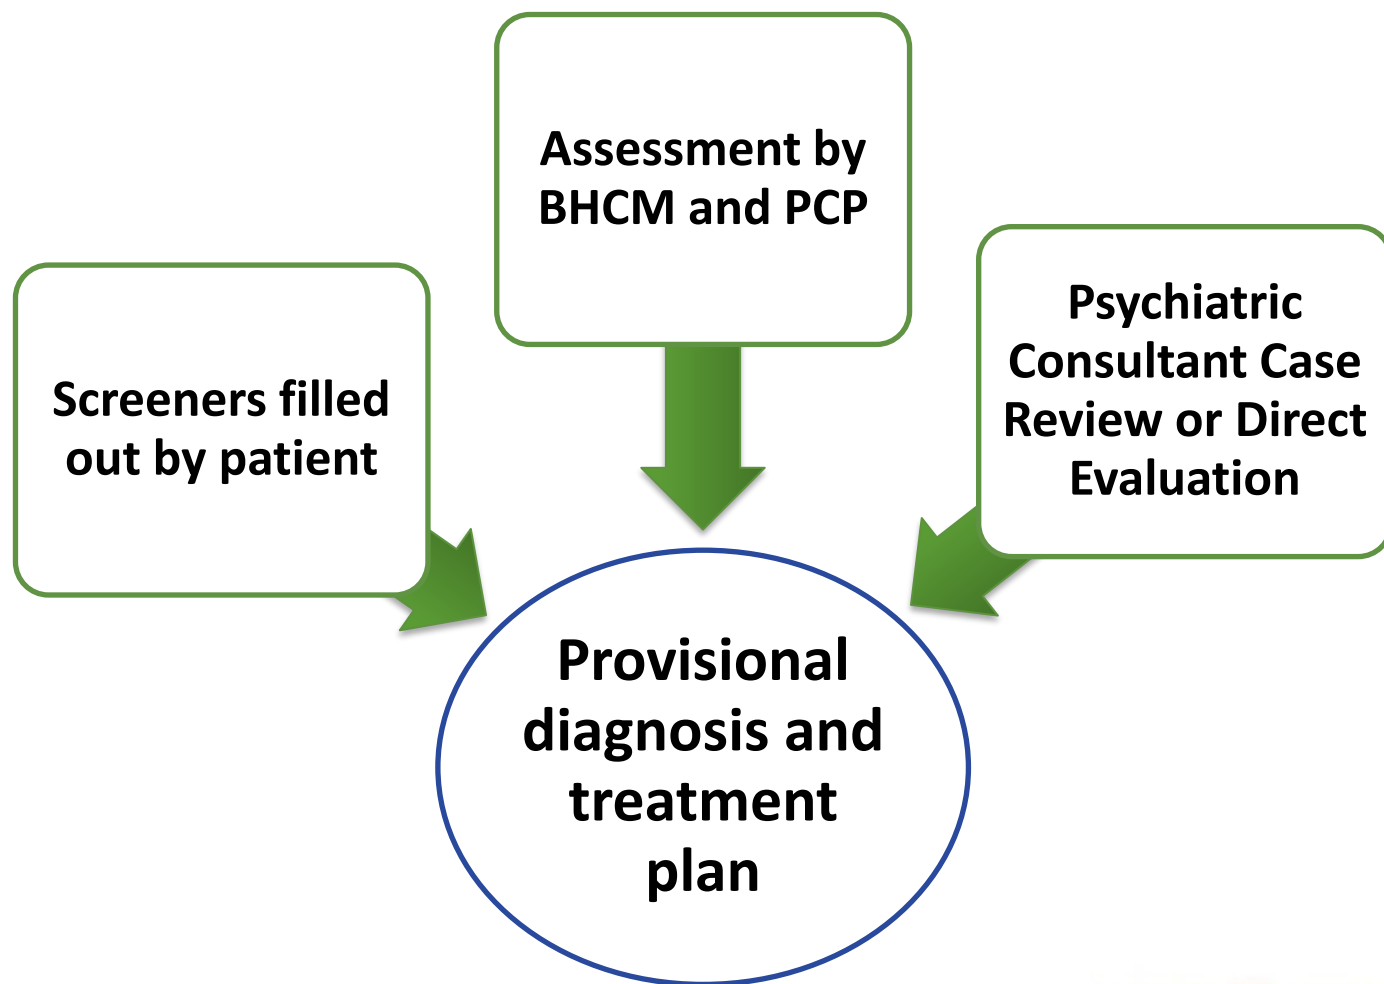 Assessment by
BHCM and PCP
Screeners filled
out by patient
Psychiatric
Consultant Case
Review or Direct
Evaluation
Provisional
diagnosis and
treatment
plan